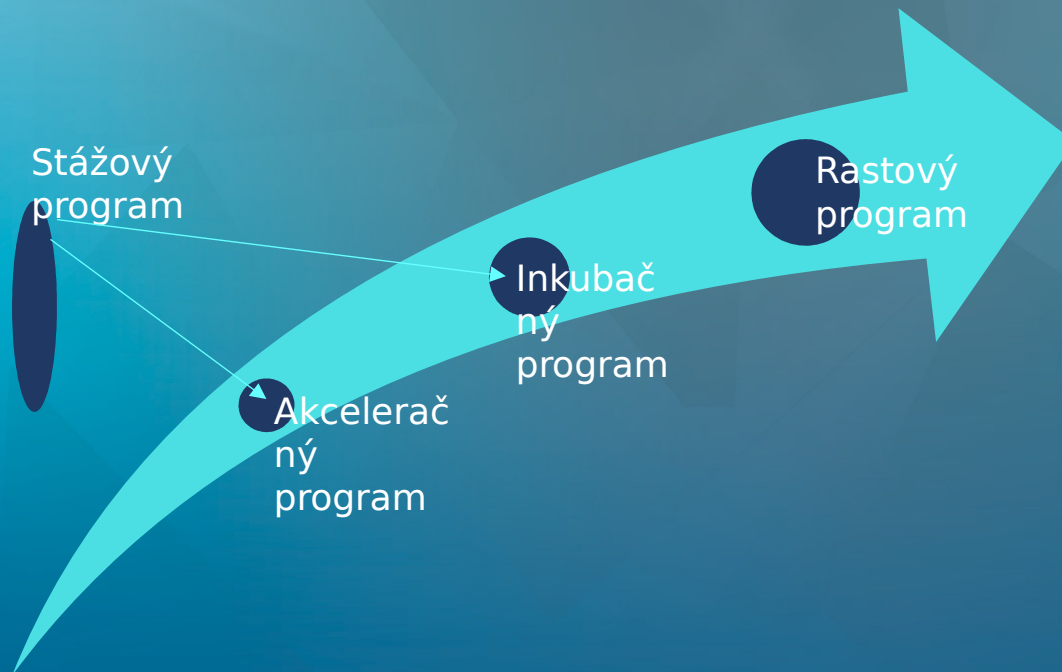 Stážový
program
Rastový
program
Inkubač
ný
program
Akcelerač
ný
program